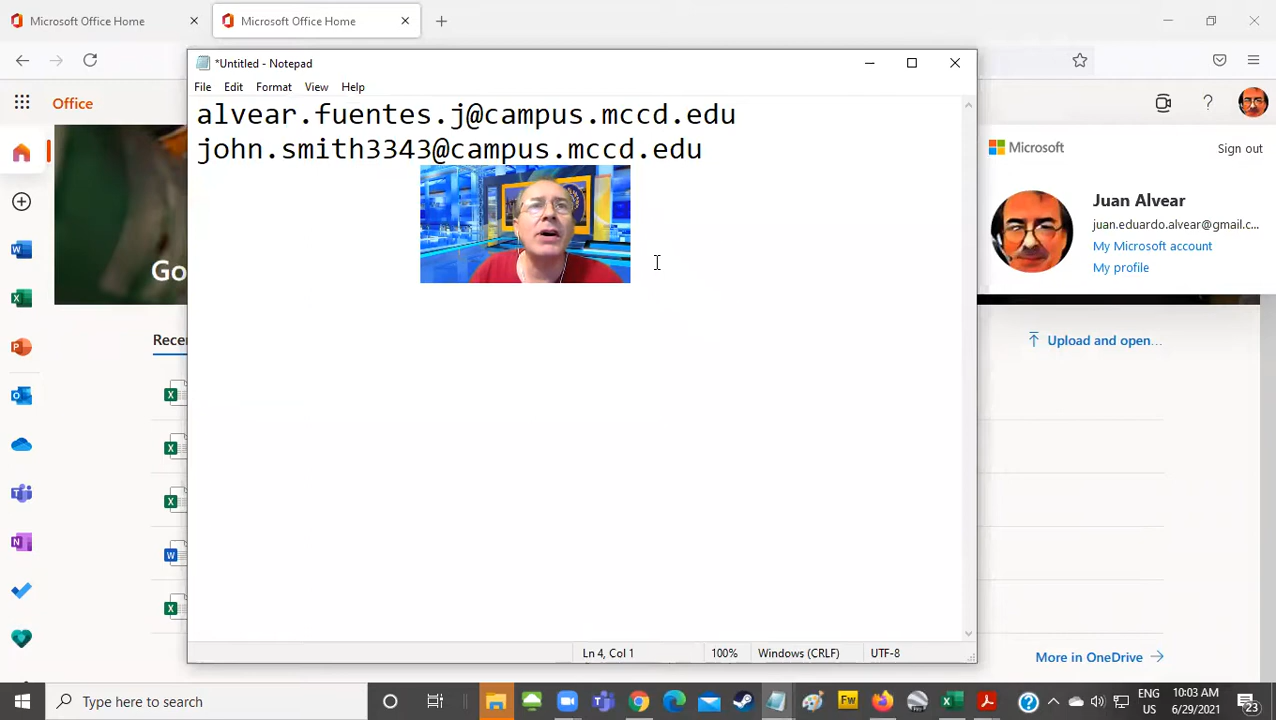 Microsoft Office Home
Microsoft Office Home
*Untitled - Notepad
File Edit Format View Help
Office
alvear.fuentes.j@campus.mccd.edu
john.smith3343@campus.mccd.edu
Microsoft
Sign out
Juan Alvear
juan.eduardo.alvear@gmail.c...
My Microsoft account
My profile
Go
Recen
Upload and open...
More in OneDrive
Ln 4, Col 1 100% Windows (CRLF) UTF-8
Type here to search
Fw
ENG
US
10:03 AM
6/29/2021
23